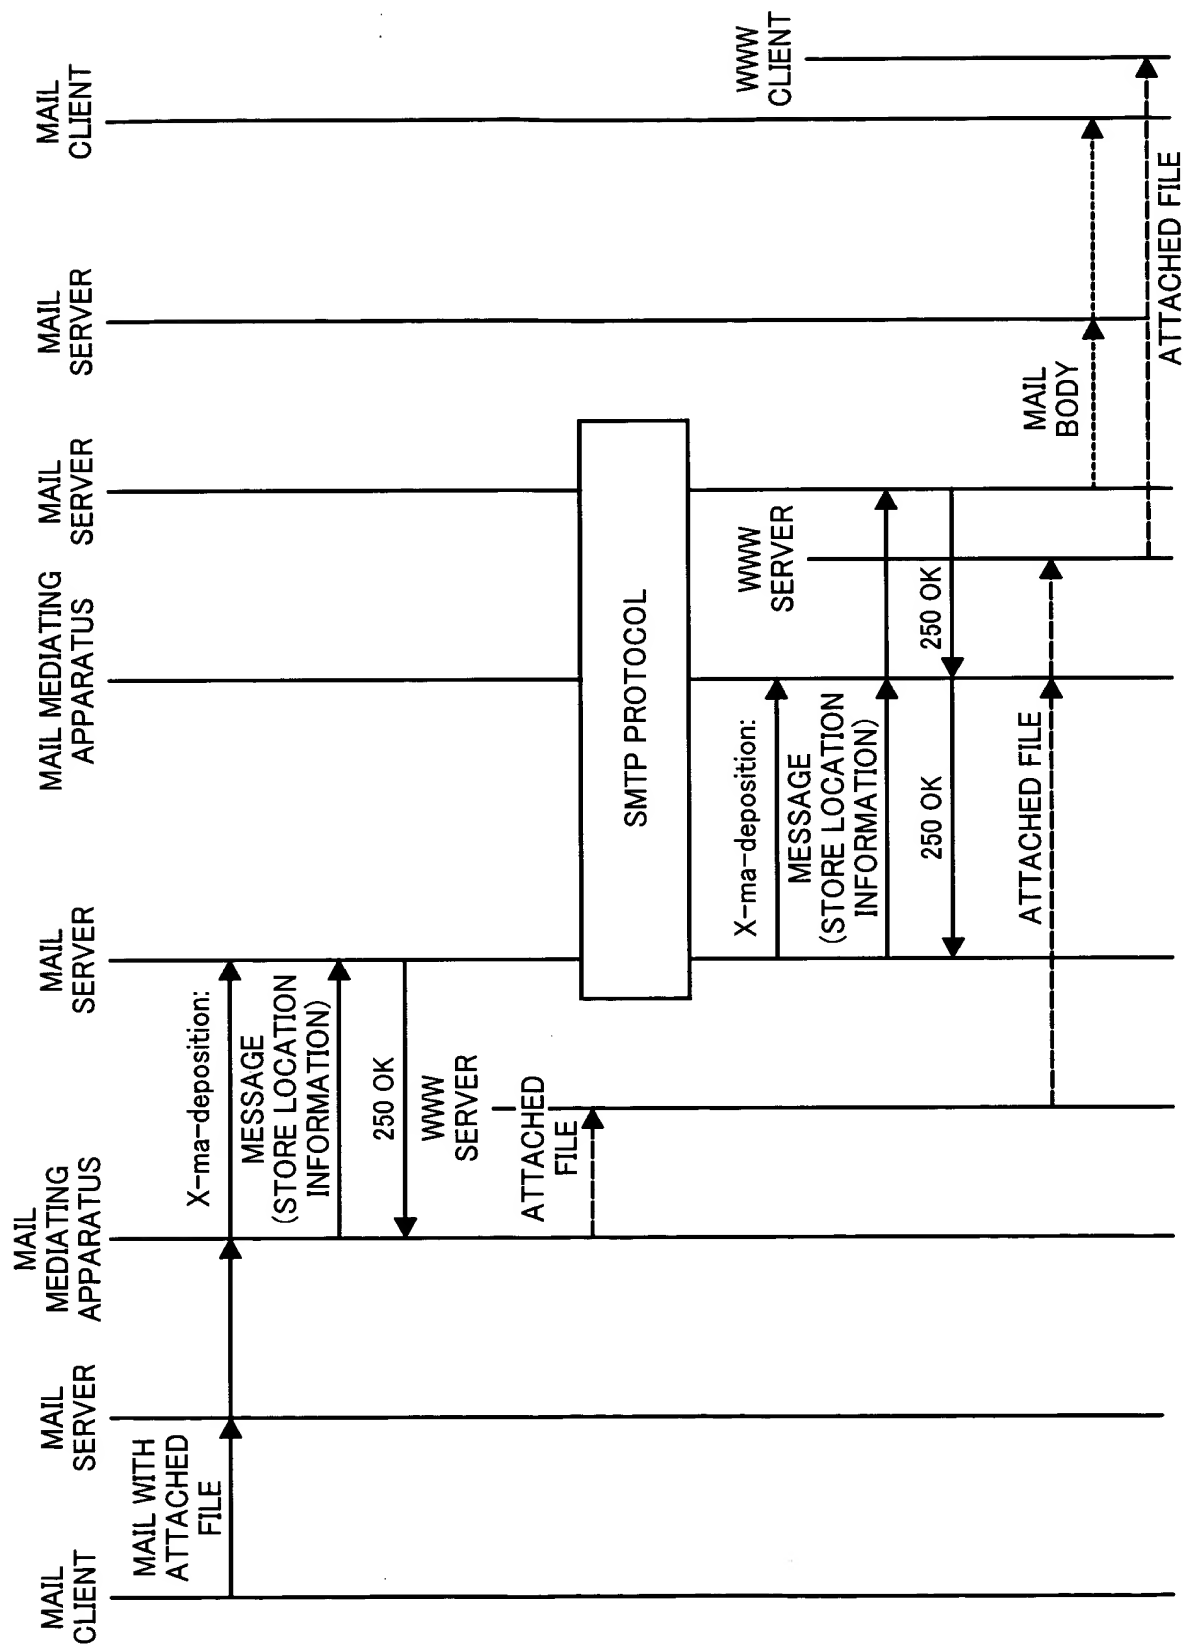 MAIL
CLIENT
MAIL
SERVER
MAIL
MEDIATING
APPARATUS
MAIL
SERVER
MAIL MEDIATING
APPARATUS
MAIL
SERVER
MAIL
SERVER
MAIL
CLIENT
MAIL WITH
ATTACHED
FILE
X-ma-deposition:
MESSAGE
(STORE LOCATION
INFORMATION)
250 OK
WWW
SERVER
ATTACHED
FILE
SMTP PROTOCOL
X-ma-deposition:
MESSAGE
(STORE LOCATION
INFORMATION)
WWW
SERVER
WWW
CLIENT
250 OK
250 OK
ATTACHED FILE
MAIL
BODY
ATTACHED FILE